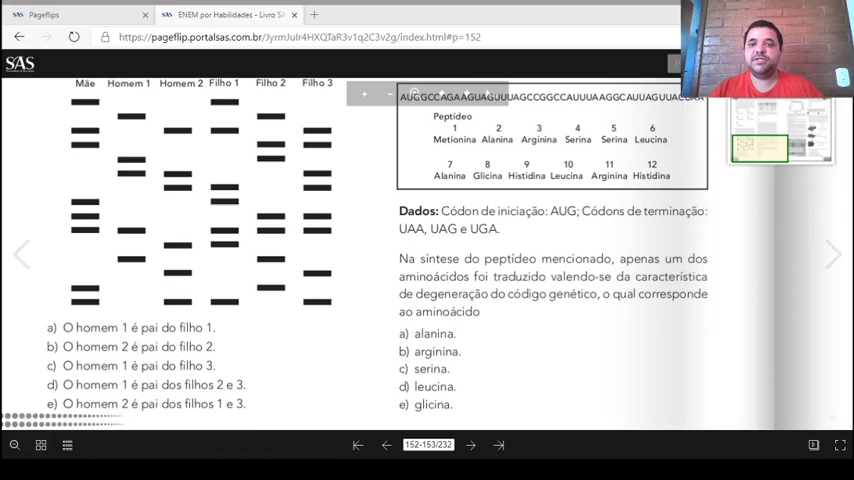 Pageflips
ENEM por Habilidades - Livro SA
https://pageflip.portalsas.com.br/JyrmJuIr4HXQTaR3v1q2C3v2g/index.html#p=152
SAS
Mãe Homem 1 Homem 2 Filho 1 Filho 2 Filho 3
a) O homem 1 é pai do filho 1.
b) O homem 2 é pai do filho 2.
c) O homem 1 é pai do filho 3.
d) O homem 1 é pai dos filhos 2 e 3.
e) O homem 2 é pai dos filhos 1 e 3.
Peptídeo
1 2 3 4 5 6
Metionina Alanina Arginina Serina Serina Leucina
7 8 9 10 11 12
Alanina Glicina Histidina Leucina Arginina Histidina
Dados: Códon de iniciação: AUG; Códons de terminação:
UAA, UAG e UGA.
Na síntese do peptídeo mencionado, apenas um dos
aminoácidos foi traduzido valendo-se da característica
de degeneração do código genético, o qual corresponde
ao aminoácido
a) alanina.
b) arginina.
c) serina.
d) leucina.
e) glicina.
152-153/232